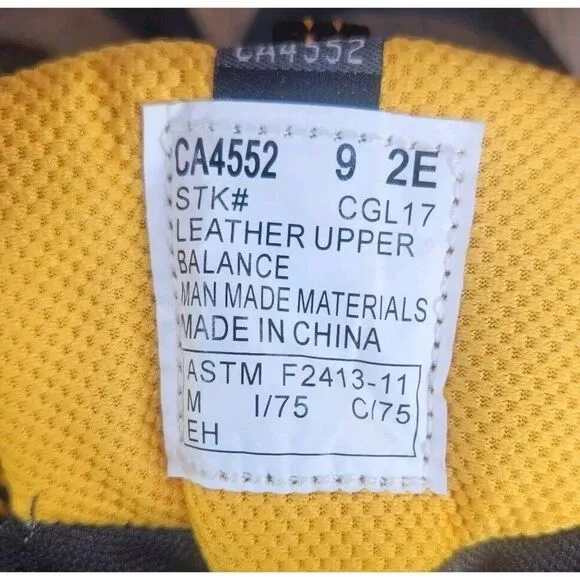 CA4552
CA4552 9 2E
STK# CGL17
LEATHER UPPER
BALANCE
MAN MADE MATERIALS
MADE IN CHINA
ASTM F2413-11
M I/75 C/75
EH